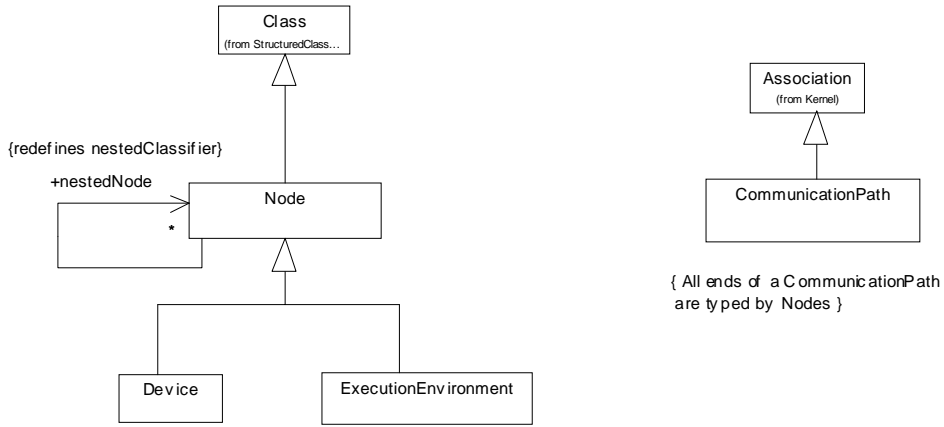 Class
(from StructuredClass...
Association
(from Kernel)
{redefines nestedClassifier}
+nestedNode
*
Node
CommunicationPath
{ All ends of a CommunicationPath
are typed by Nodes }
Device
ExecutionEnvironment